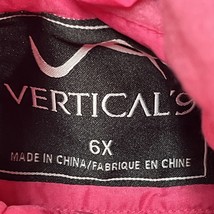 VERTICAL'9
6X
MADE IN CHINA/FABRIQUE EN CHINE